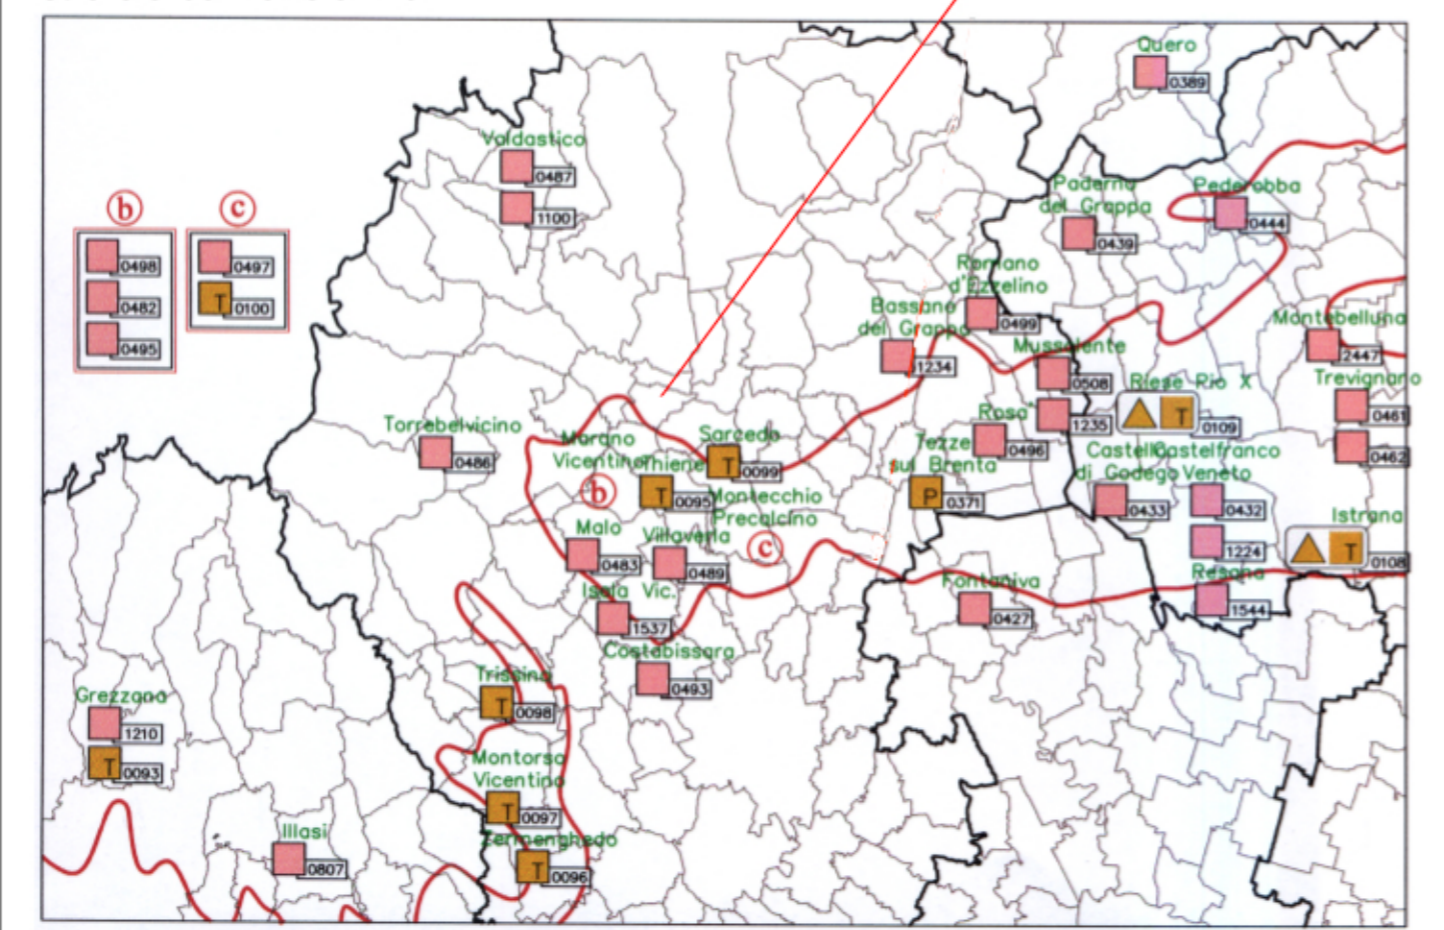 Quero
0389
Valdastico
0487
1100
b
c
0498
0482
0495
0497
T
0100
Paderno
del Grappa
0439
Pederobba
0444
Romano
d'Ezzelino
0499
Bassano
del Grappa
1234
Mussolente
0508
1235
Montebelluna
2447
Riese Pio X
T
0109
Trevignano
0461
0462
Torrebelvicino
0486
Marano
Vicentino
Thiene
T
0095
Sarcedo
T
0099
b
Montecchio
Precalcino
c
Rosa'
0496
Tezze
sul Brenta
P
0371
Castello
di Godego
0433
Castelfranco
Veneto
0432
1224
Istrana
T
0108
Malo
0483
Villaverla
0489
Isola Vic.
1537
Fontaniva
0427
Resana
1544
Costabissara
0493
Trissino
T
0098
Grezzana
1210
T
0093
Montorso
Vicentino
T
0097
Zermenghedo
T
0096
Illasi
0807